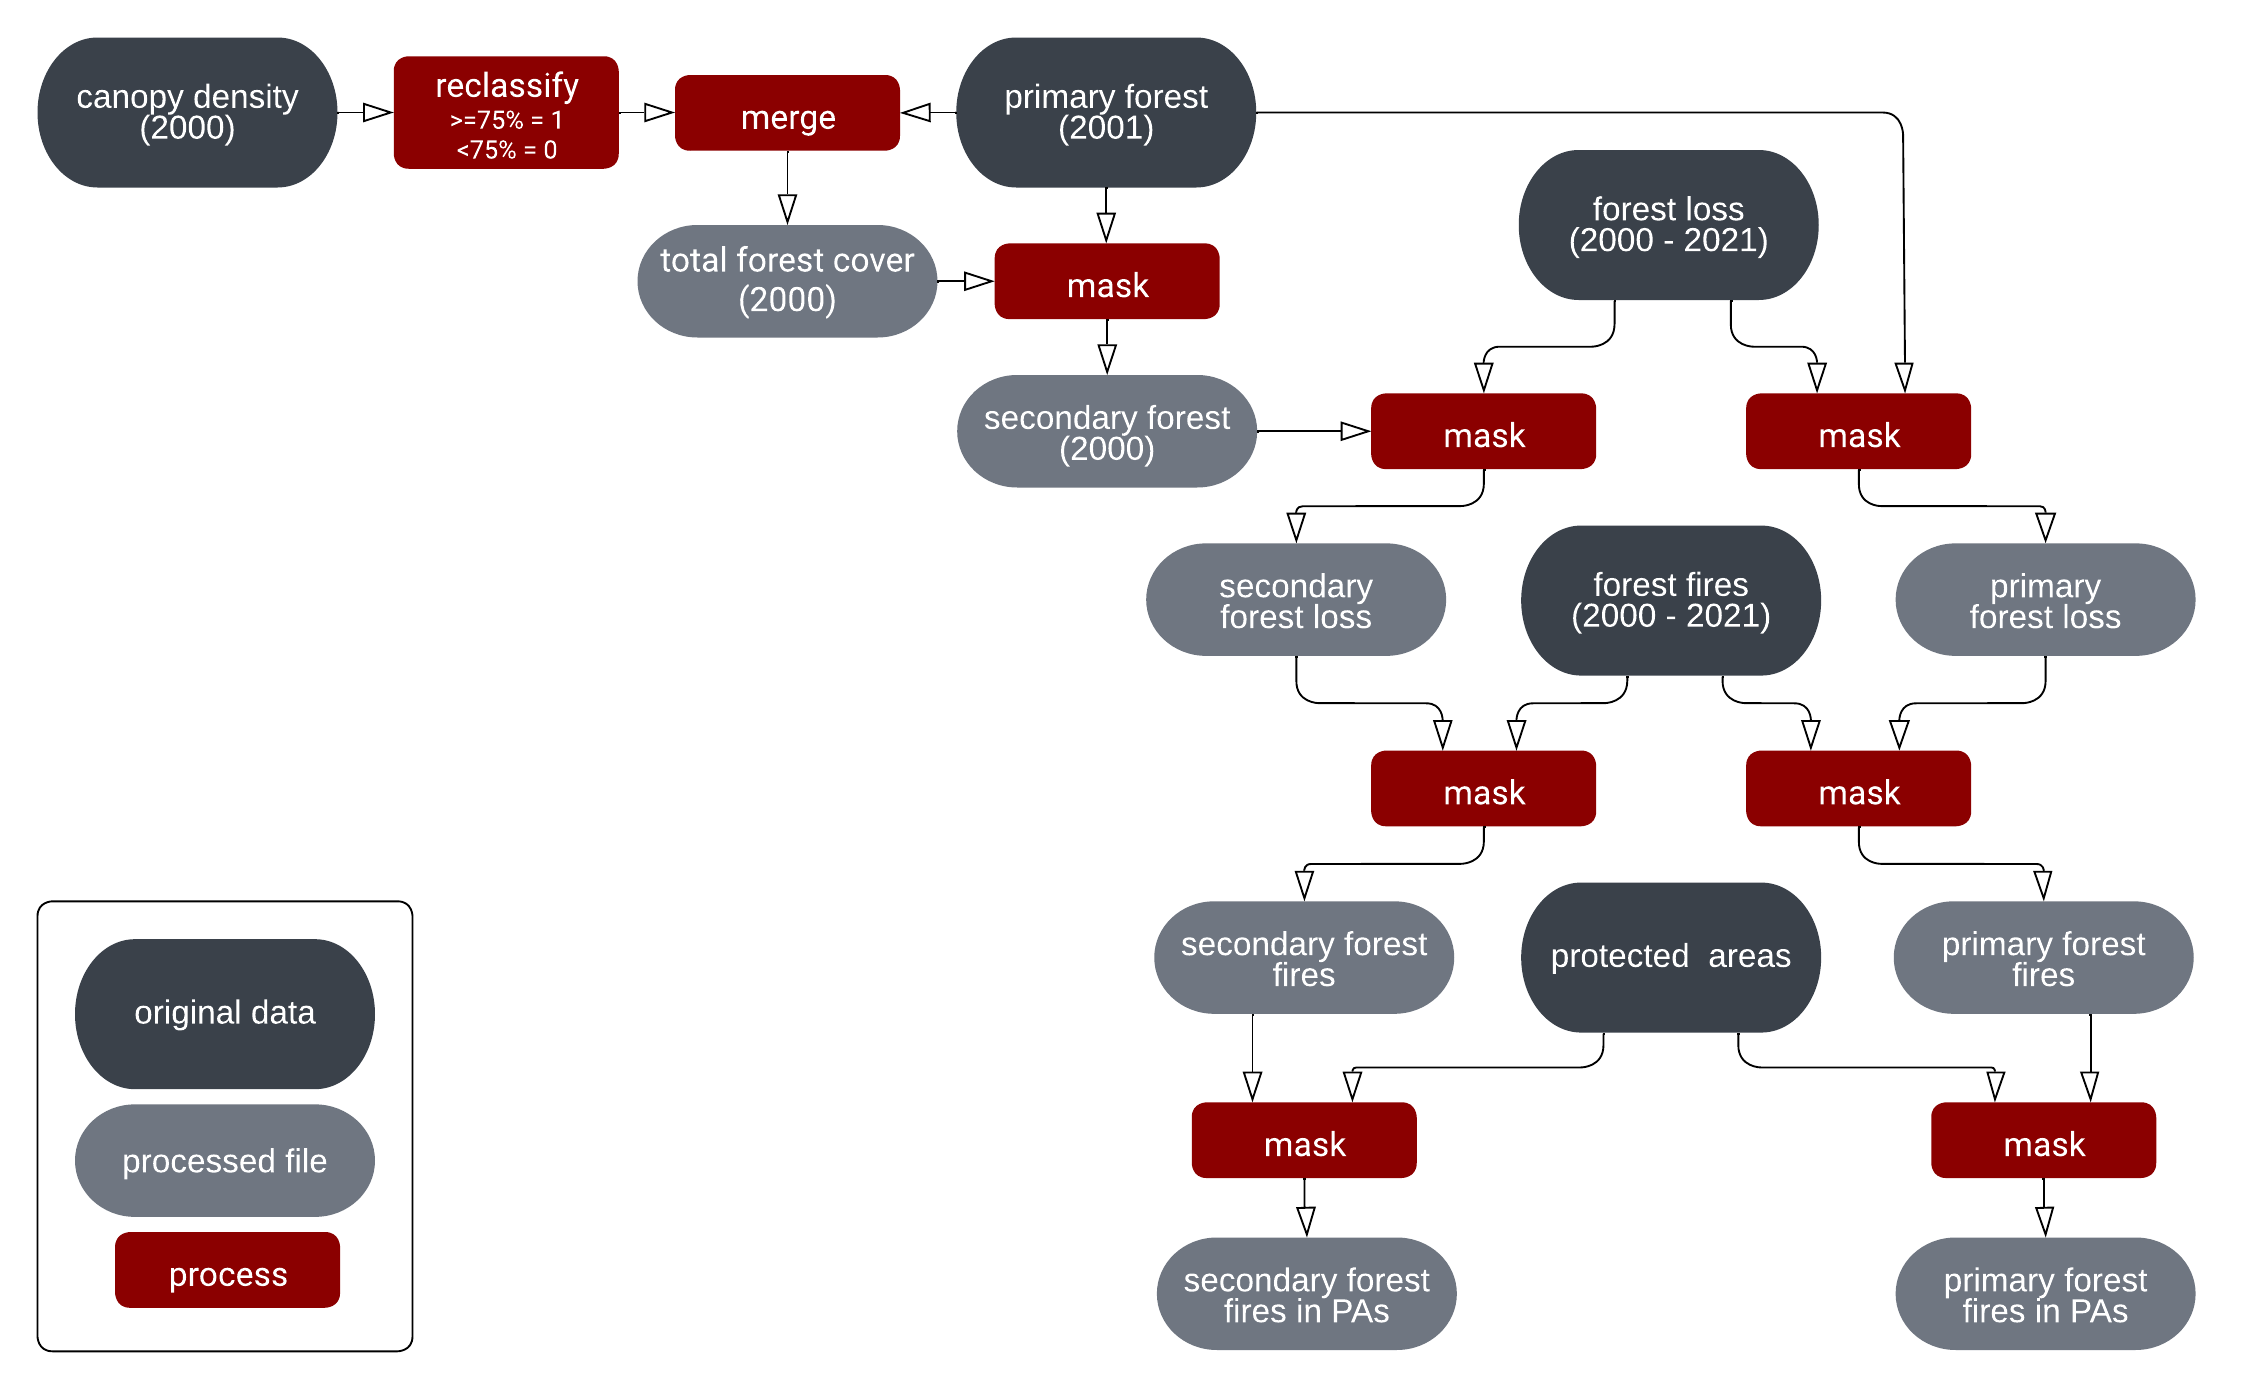 canopy density
(2000)
reclassify
>=75% = 1
<75% = 0
merge
primary forest
(2001)
total forest cover
(2000)
mask
forest loss
(2000 - 2021)
secondary forest
(2000)
mask
mask
secondary
forest loss
forest fires
(2000 - 2021)
primary
forest loss
mask
mask
secondary forest
fires
protected  areas
primary forest
fires
mask
mask
secondary forest
fires in PAs
primary forest
fires in PAs
original data
processed file
process